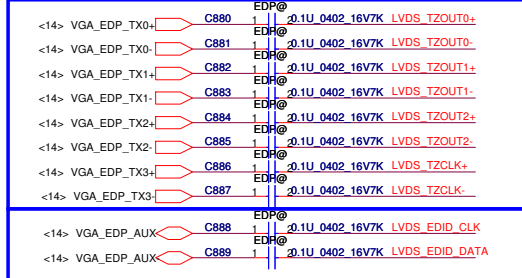 EDP@
<14> VGA_EDP_TX0+ C880 1 2 0.1U_0402_16V7K LVDS_TZOUT0+
EDP@
<14> VGA_EDP_TX0- C881 1 2 0.1U_0402_16V7K LVDS_TZOUT0-
EDP@
<14> VGA_EDP_TX1+ C882 1 2 0.1U_0402_16V7K LVDS_TZOUT1+
EDP@
<14> VGA_EDP_TX1- C883 1 2 0.1U_0402_16V7K LVDS_TZOUT1-
EDP@
<14> VGA_EDP_TX2+ C884 1 2 0.1U_0402_16V7K LVDS_TZOUT2+
EDP@
<14> VGA_EDP_TX2- C885 1 2 0.1U_0402_16V7K LVDS_TZOUT2-
EDP@
<14> VGA_EDP_TX3+ C886 1 2 0.1U_0402_16V7K LVDS_TZCLK+
EDP@
<14> VGA_EDP_TX3- C887 1 2 0.1U_0402_16V7K LVDS_TZCLK-
EDP@
<14> VGA_EDP_AUX C888 1 2 0.1U_0402_16V7K LVDS_EDID_CLK
EDP@
<14> VGA_EDP_AUX C889 1 2 0.1U_0402_16V7K LVDS_EDID_DATA